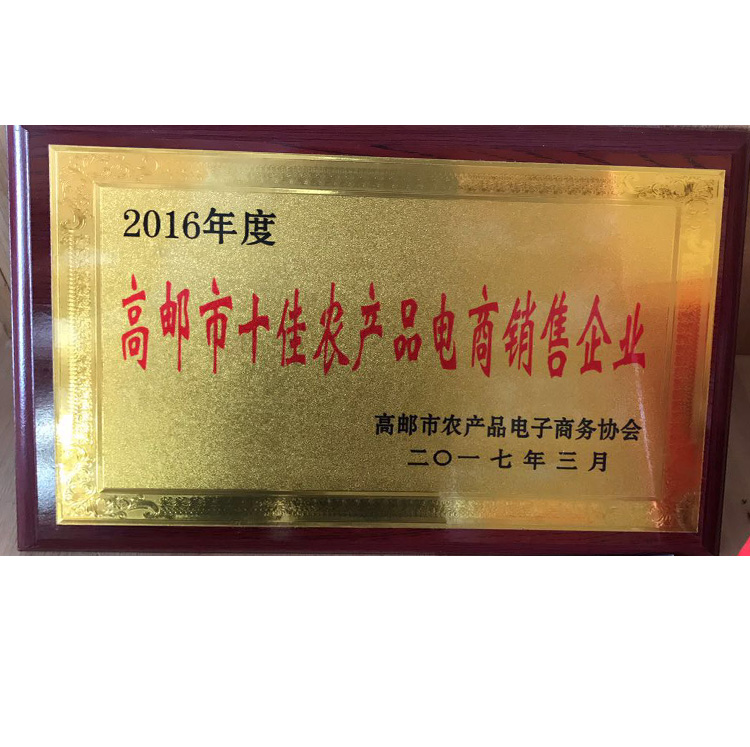 2016年度
高邮市十佳农产品电商销售企业
高邮市农产品电子商务协会
二〇一七年三月